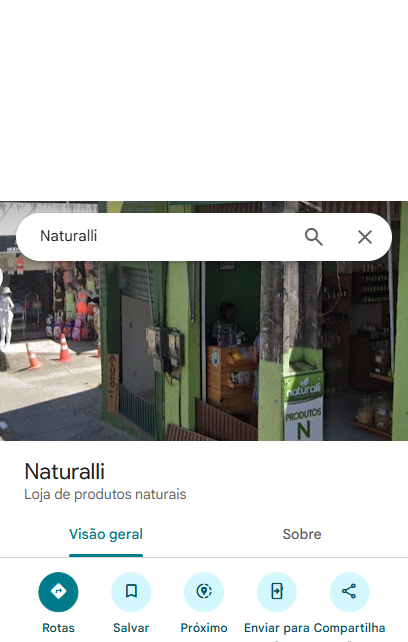 Naturalli
naturalli
PRODUTOS
N
Naturalli
Loja de produtos naturais
Visão geral
Sobre
Rotas
Salvar
Próximo
Enviar para
Compartilha